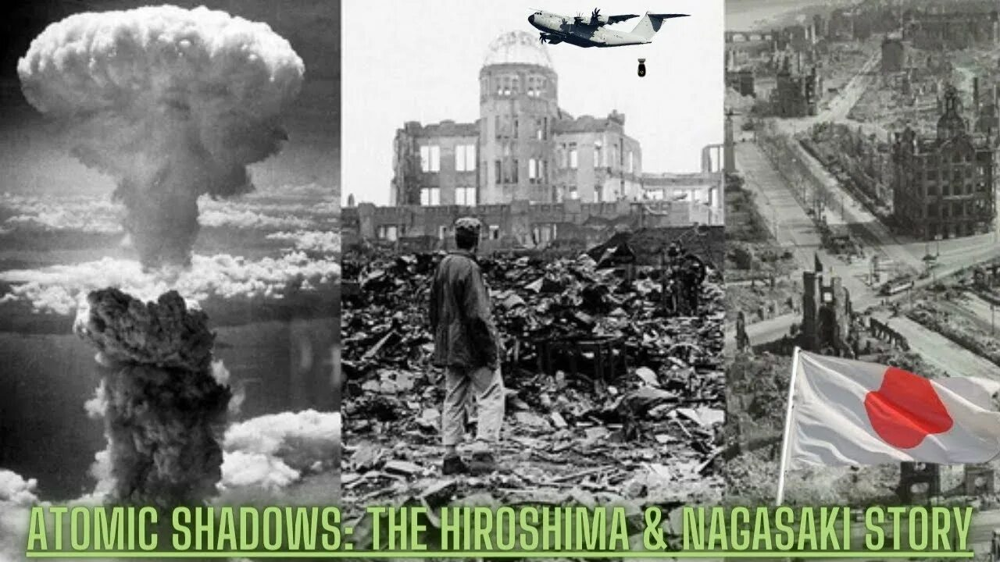 ATOMIC SHADOWS: THE HIROSHIMA & NAGASAKI STORY